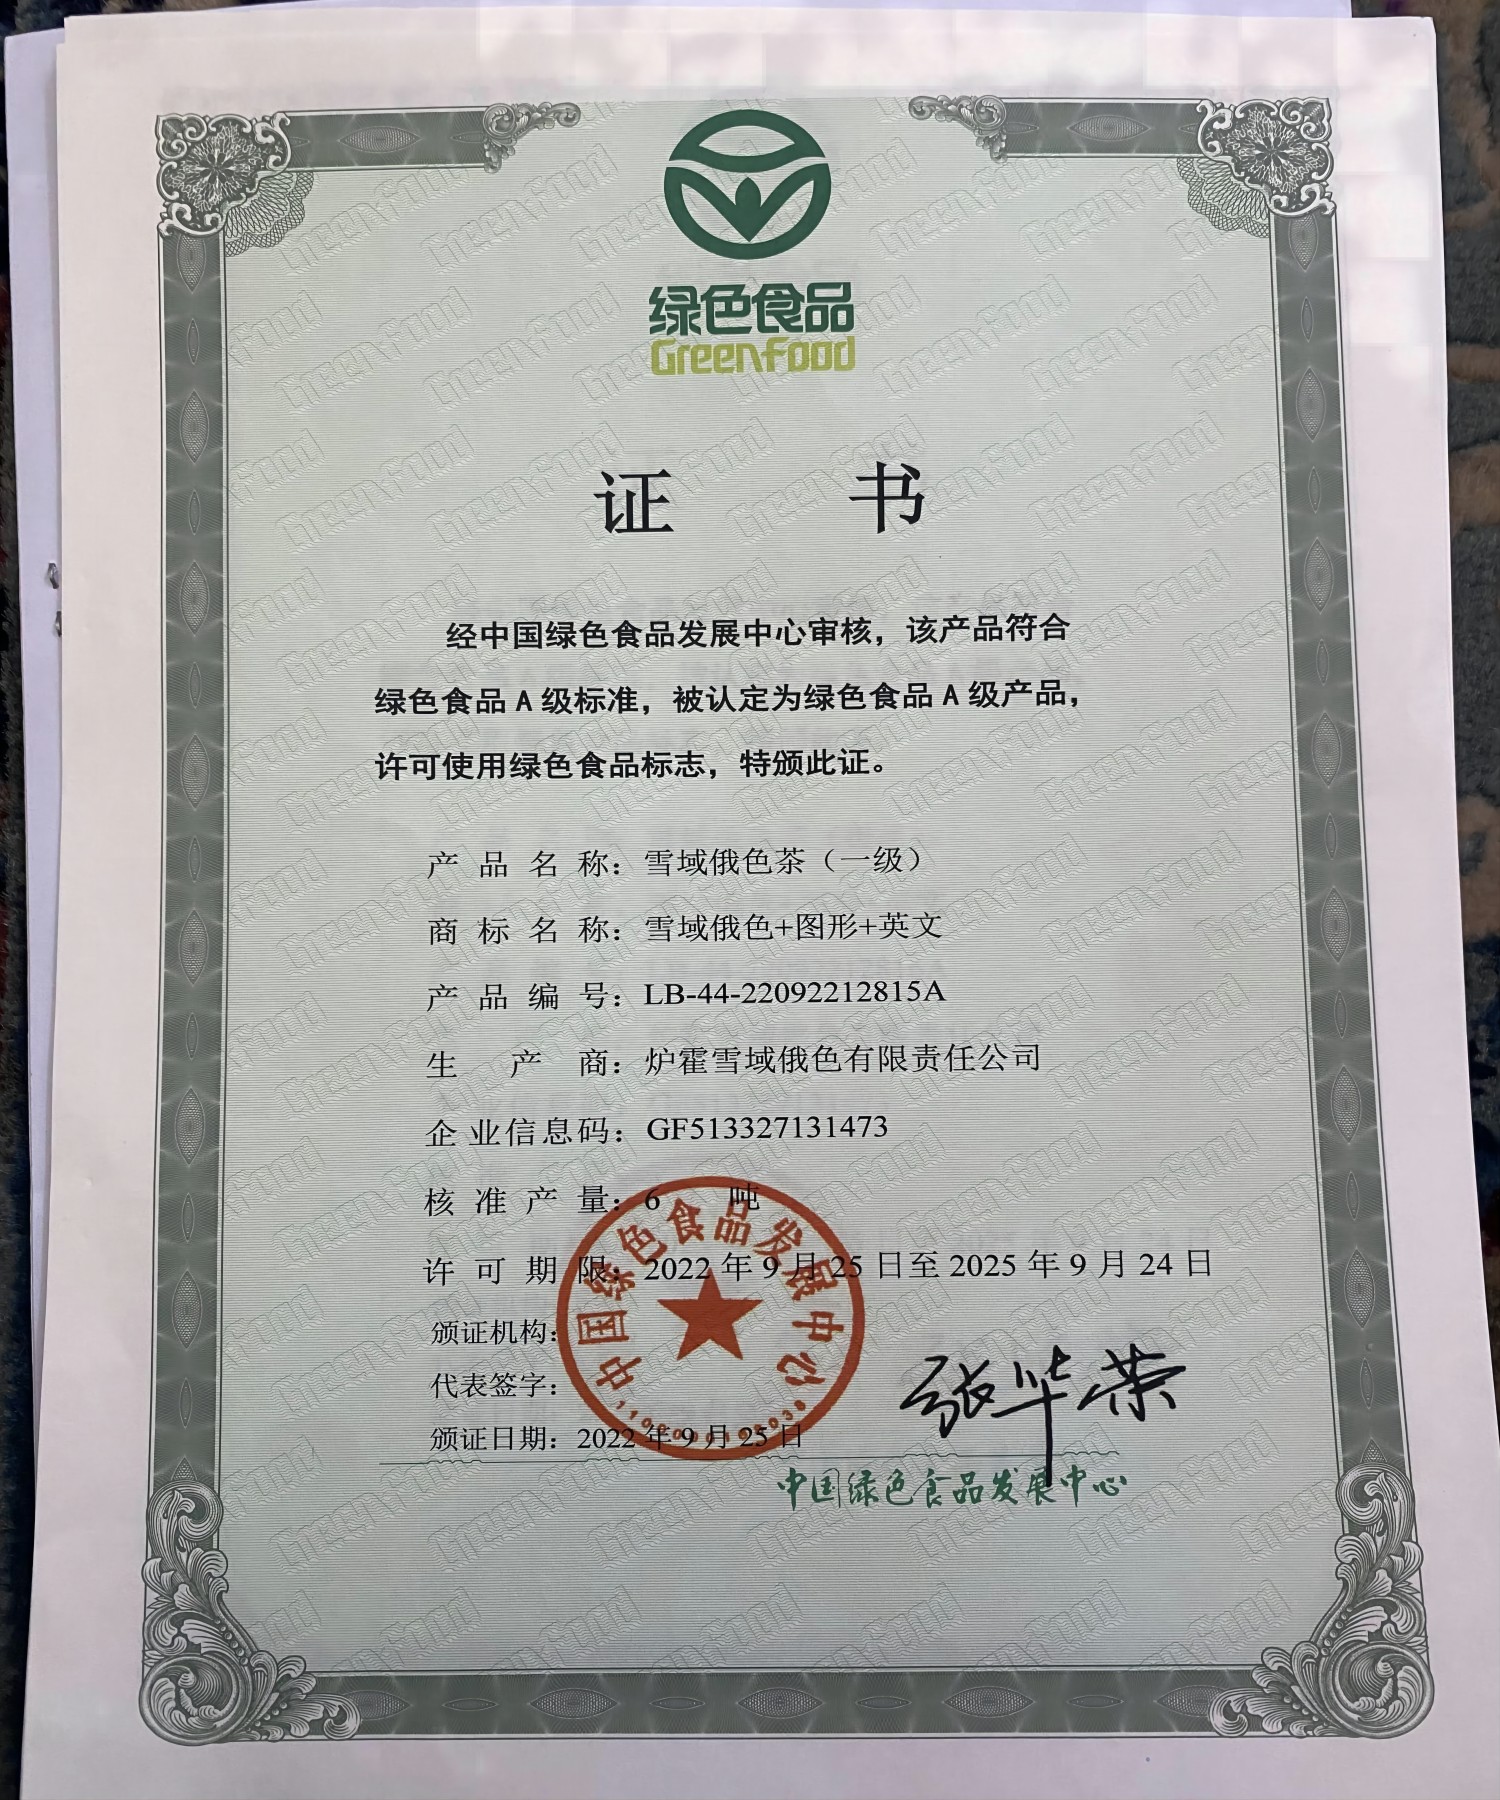 绿色食品
GreenFood
证 书
经中国绿色食品发展中心审核，该产品符合
绿色食品 A 级标准，被认定为绿色食品 A 级产品，
许可使用绿色食品标志，特颁此证。
产品名称：雪域俄色茶（一级）
商标名称：雪域俄色+图形+英文
产品编号：LB-44-22092212815A
生产商：炉霍雪域俄色有限责任公司
企业信息码：GF513327131473
核准产量：6 吨
许可期限：2022 年 9 月 25 日至 2025 年 9 月 24 日
颁证机构：
中国绿色食品发展中心
代表签字：
张华荣
颁证日期：2022 年 9 月 25 日
中国绿色食品发展中心